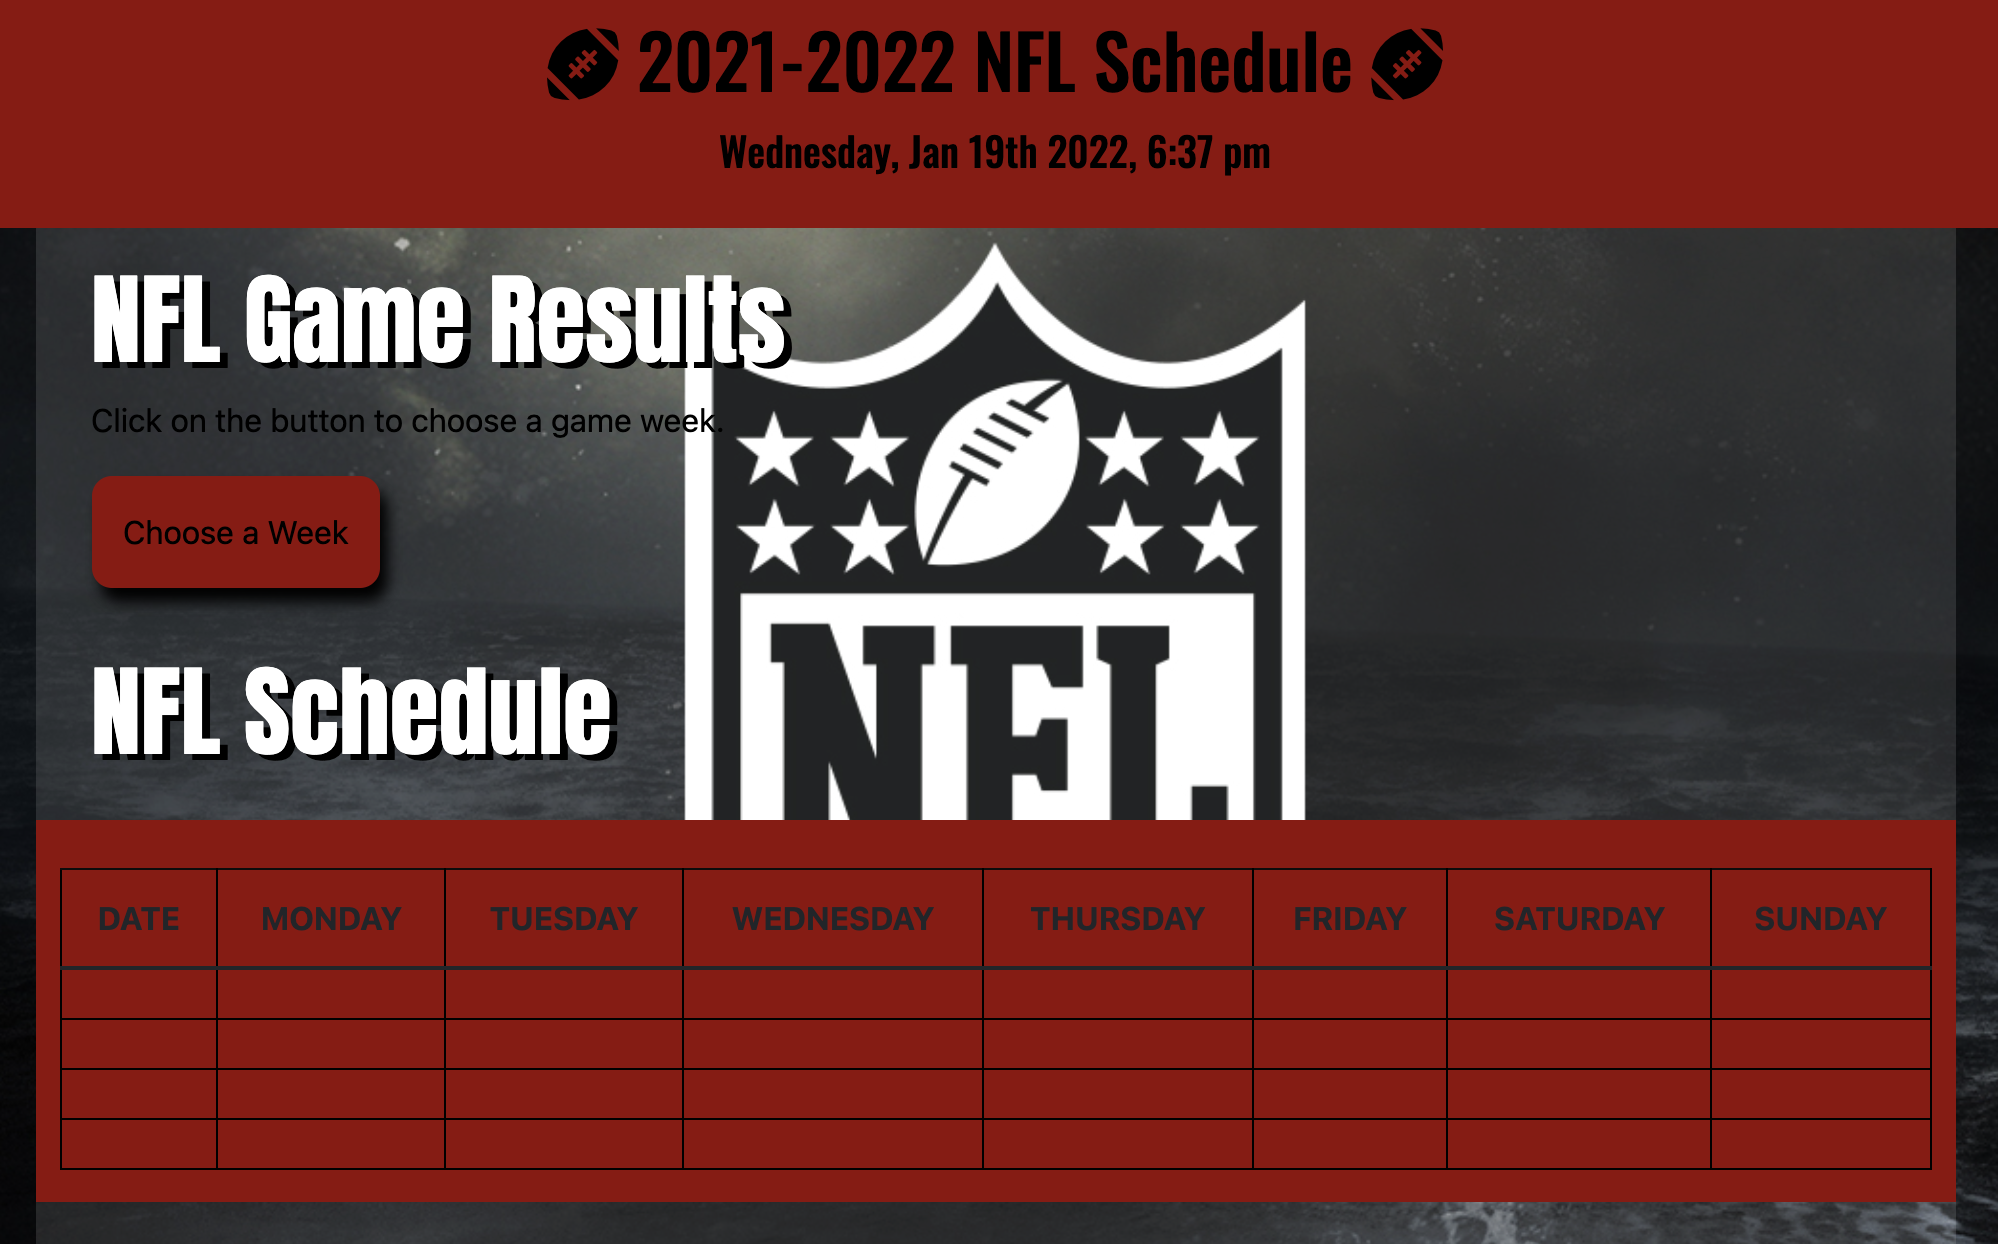 2021-2022 NFL Schedule
Wednesday, Jan 19th 2022, 6:37 pm
NFL Game Results
Click on the button to choose a game week.
Choose a Week
NFL
NFL Schedule
DATE MONDAY TUESDAY WEDNESDAY THURSDAY FRIDAY SATURDAY SUNDAY